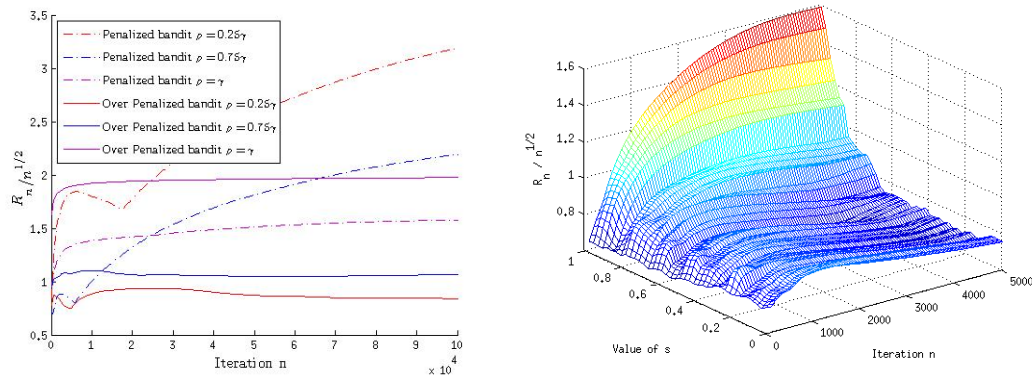 3.5
3
2.5
2
1.5
1
0.5
R_n/n^{1/2}
Penalized bandit ρ = 0.25γ
Penalized bandit ρ = 0.75γ
Penalized bandit ρ = γ
Over Penalized bandit ρ = 0.25γ
Over Penalized bandit ρ = 0.75γ
Over Penalized bandit ρ = γ
0 1 2 3 4 5 6 7 8 9 10
Iteration n
x 10^4
1.6
1.4
1.2
1
0.8
R_n / n^{1/2}
1
0.8
0.6
0.4
0.2
0
Value of s
0
1000
2000
3000
4000
5000
Iteration n